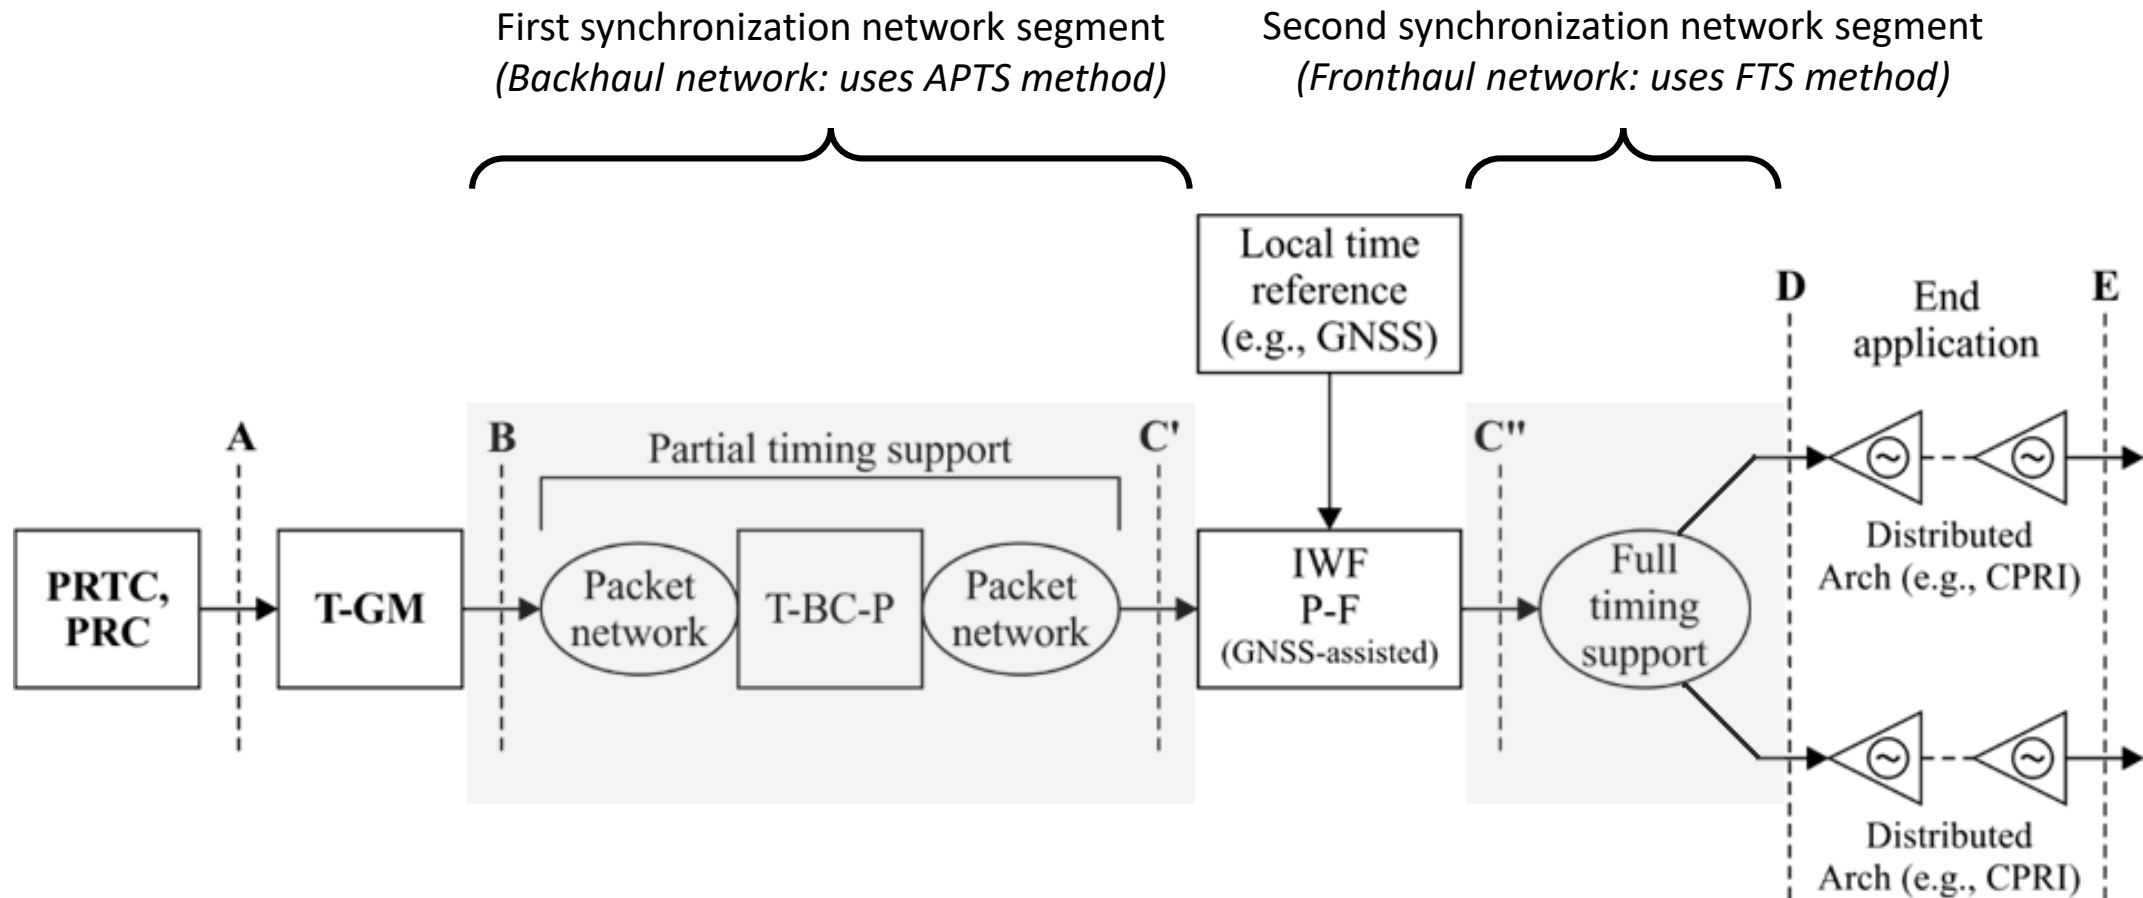 First synchronization network segment
(Backhaul network: uses APTS method)
Second synchronization network segment
(Fronthaul network: uses FTS method)
Local time
reference
(e.g., GNSS)
D
End
application
E
A
B
Partial timing support
C'
C"
PRTC,
PRC
T-GM
Packet
network
T-BC-P
Packet
network
IWF
P-F
(GNSS-assisted)
Full
timing
support
Distributed
Arch (e.g., CPRI)
Distributed
Arch (e.g., CPRI)